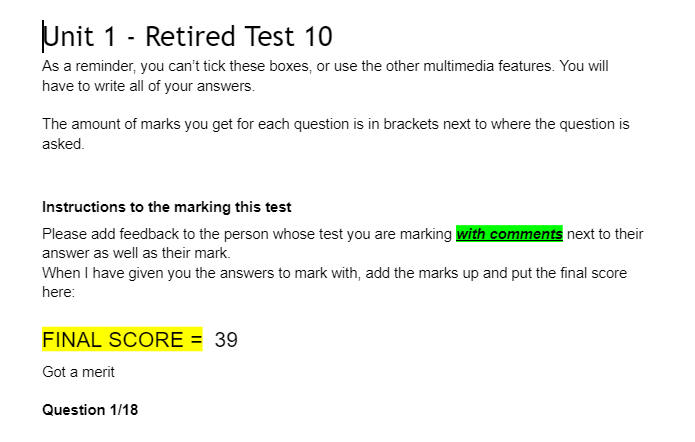 Unit 1 - Retired Test 10
As a reminder, you can't tick these boxes, or use the other multimedia features. You will
have to write all of your answers.
The amount of marks you get for each question is in brackets next to where the question is
asked.
Instructions to the marking this test
Please add feedback to the person whose test you are marking with comments next to their
answer as well as their mark.
When I have given you the answers to mark with, add the marks up and put the final score
here:
FINAL SCORE = 39
Got a merit
Question 1/18